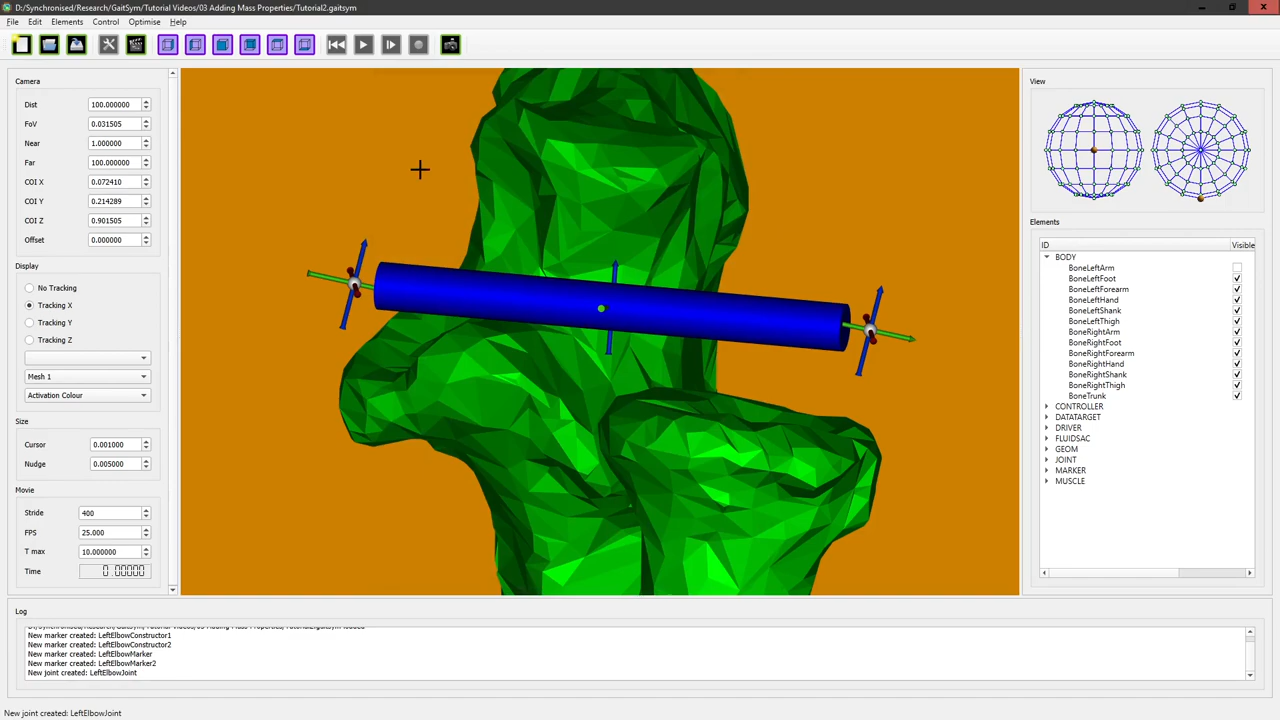 D:/Synchronised/Research/GaitSym/Tutorial Videos/03 Adding Mass Properties/Tutorial2.gaitsym
File Edit Elements Control Optimise Help
Camera
Dist 100.000000
FoV 0.031505
Near 1.000000
Far 100.000000
COI X 0.072410
COI Y 0.214289
COI Z 0.901505
Offset 0.000000
Display
No Tracking
Tracking X
Tracking Y
Tracking Z
Mesh 1
Activation Colour
Size
Cursor 0.001000
Nudge 0.005000
Movie
Stride 400
FPS 25.000
T max 10.000000
Time 0.00000
View
Elements
ID Visible
BODY
BoneLeftArm
BoneLeftFoot
BoneLeftForearm
BoneLeftHand
BoneLeftShank
BoneLeftThigh
BoneRightArm
BoneRightFoot
BoneRightForearm
BoneRightHand
BoneRightShank
BoneRightThigh
BoneTrunk
CONTROLLER
DATATARGET
DRIVER
FLUIDSAC
GEOM
JOINT
MARKER
MUSCLE
Log
New marker created: LeftElbowConstructor1
New marker created: LeftElbowConstructor2
New marker created: LeftElbowMarker
New marker created: LeftElbowMarker2
New joint created: LeftElbowJoint
New joint created: LeftElbowJoint